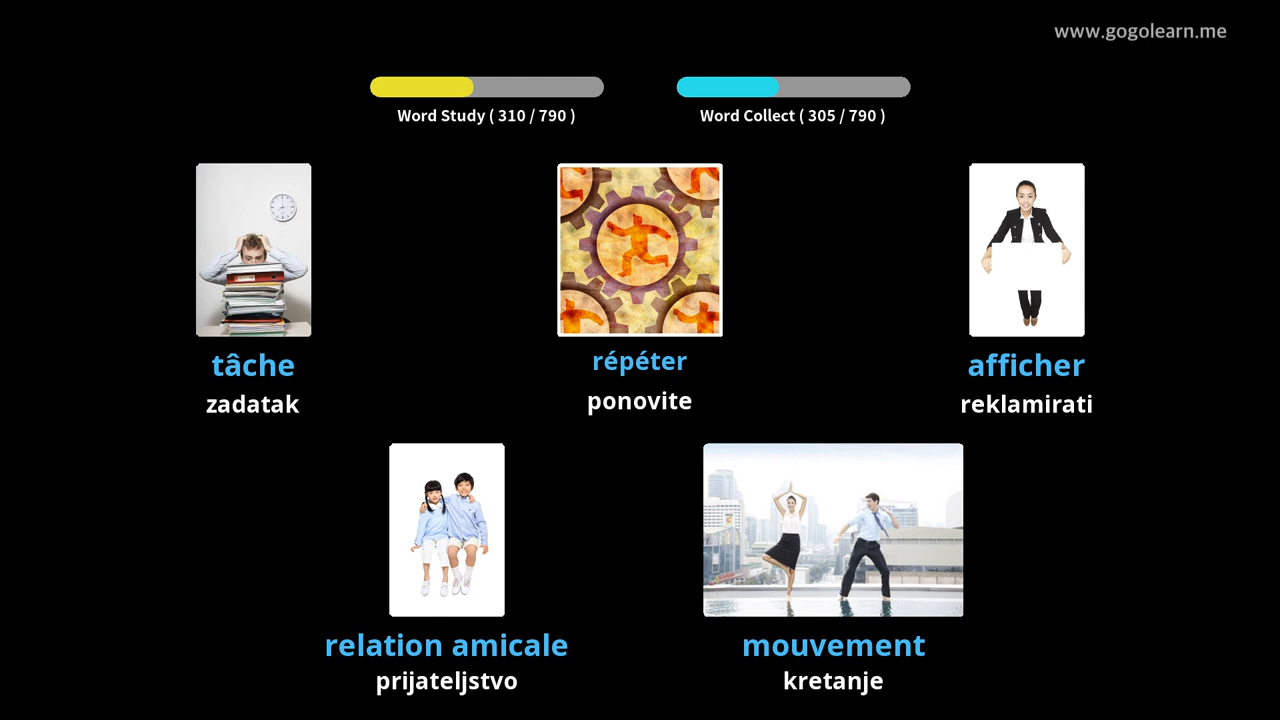 www.gogolearn.me
Word Study ( 310 / 790 )
Word Collect ( 305 / 790 )
tâche
zadatak
répéter
ponovite
afficher
reklamirati
relation amicale
prijateljstvo
mouvement
kretanje